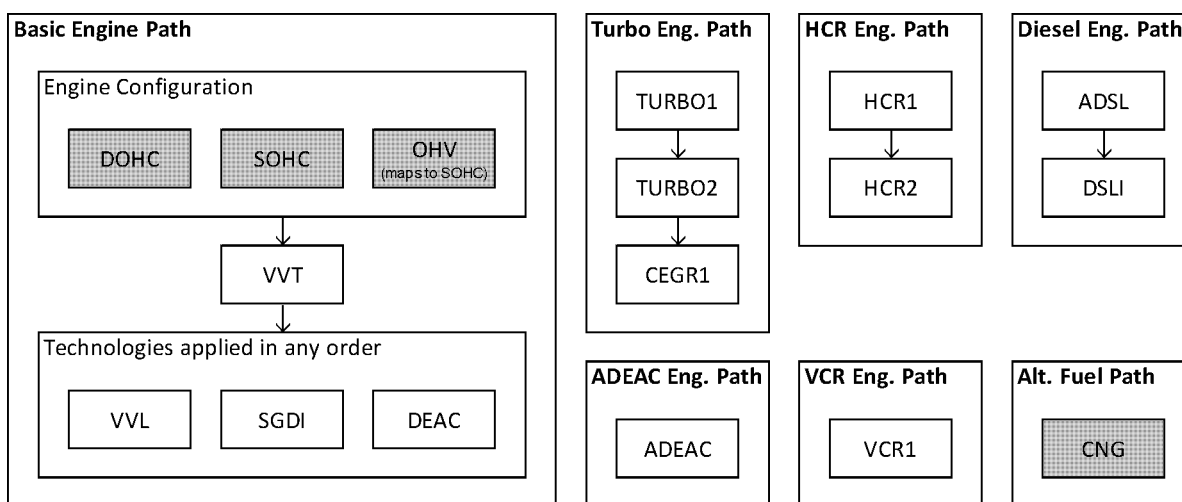 Basic Engine Path
Engine Configuration
DOHC
SOHC
OHV
(maps to SOHC)
VVT
Technologies applied in any order
VVL
SGDI
DEAC
Turbo Eng. Path
TURBO1
TURBO2
CEGR1
HCR Eng. Path
HCR1
HCR2
Diesel Eng. Path
ADSL
DSLI
ADEAC Eng. Path
ADEAC
VCR Eng. Path
VCR1
Alt. Fuel Path
CNG